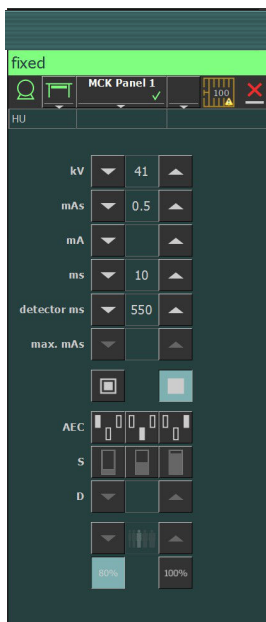 fixed
MCK Panel 1
100
HU
kV 41
mAs 0.5
mA
ms 10
detector ms 550
max. mAs
AEC
S
D
80% 100%